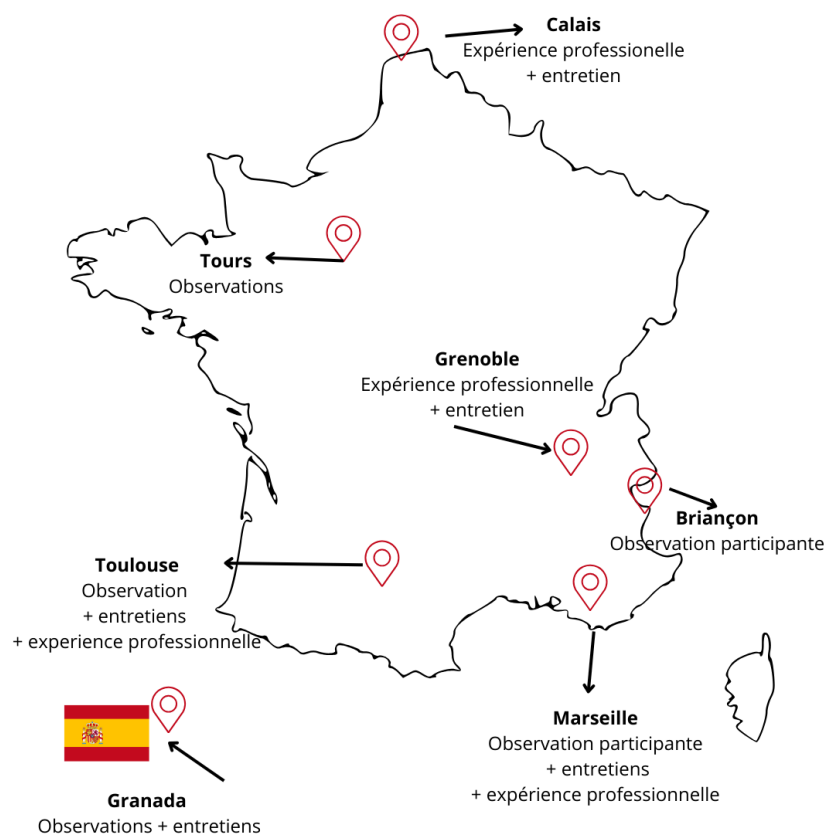 Calais
Expérience professionelle
+ entretien
Tours
Observations
Grenoble
Expérience professionnelle
+ entretien
Briançon
Observation participante
Toulouse
Observation
+ entretiens
+ experience professionnelle
Marseille
Observation participante
+ entretiens
+ expérience professionnelle
Granada
Observations + entretiens